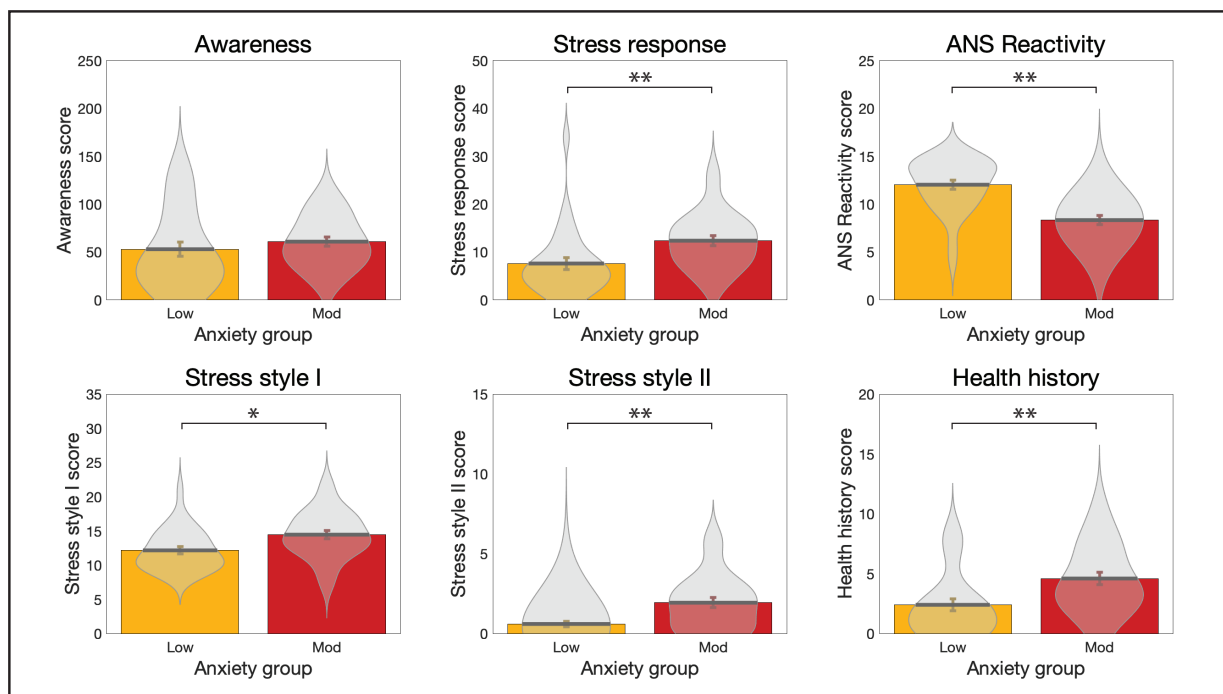 Awareness
250
200
150
100
50
0
Awareness score
Low Mod
Anxiety group
Stress response
50
40
30
20
10
0
Stress response score
**
Low Mod
Anxiety group
ANS Reactivity
25
20
15
10
5
0
ANS Reactivity score
**
Low Mod
Anxiety group
Stress style I
35
30
25
20
15
10
5
0
Stress style I score
*
Low Mod
Anxiety group
Stress style II
15
10
5
0
Stress style II score
**
Low Mod
Anxiety group
Health history
20
15
10
5
0
Health history score
**
Low Mod
Anxiety group